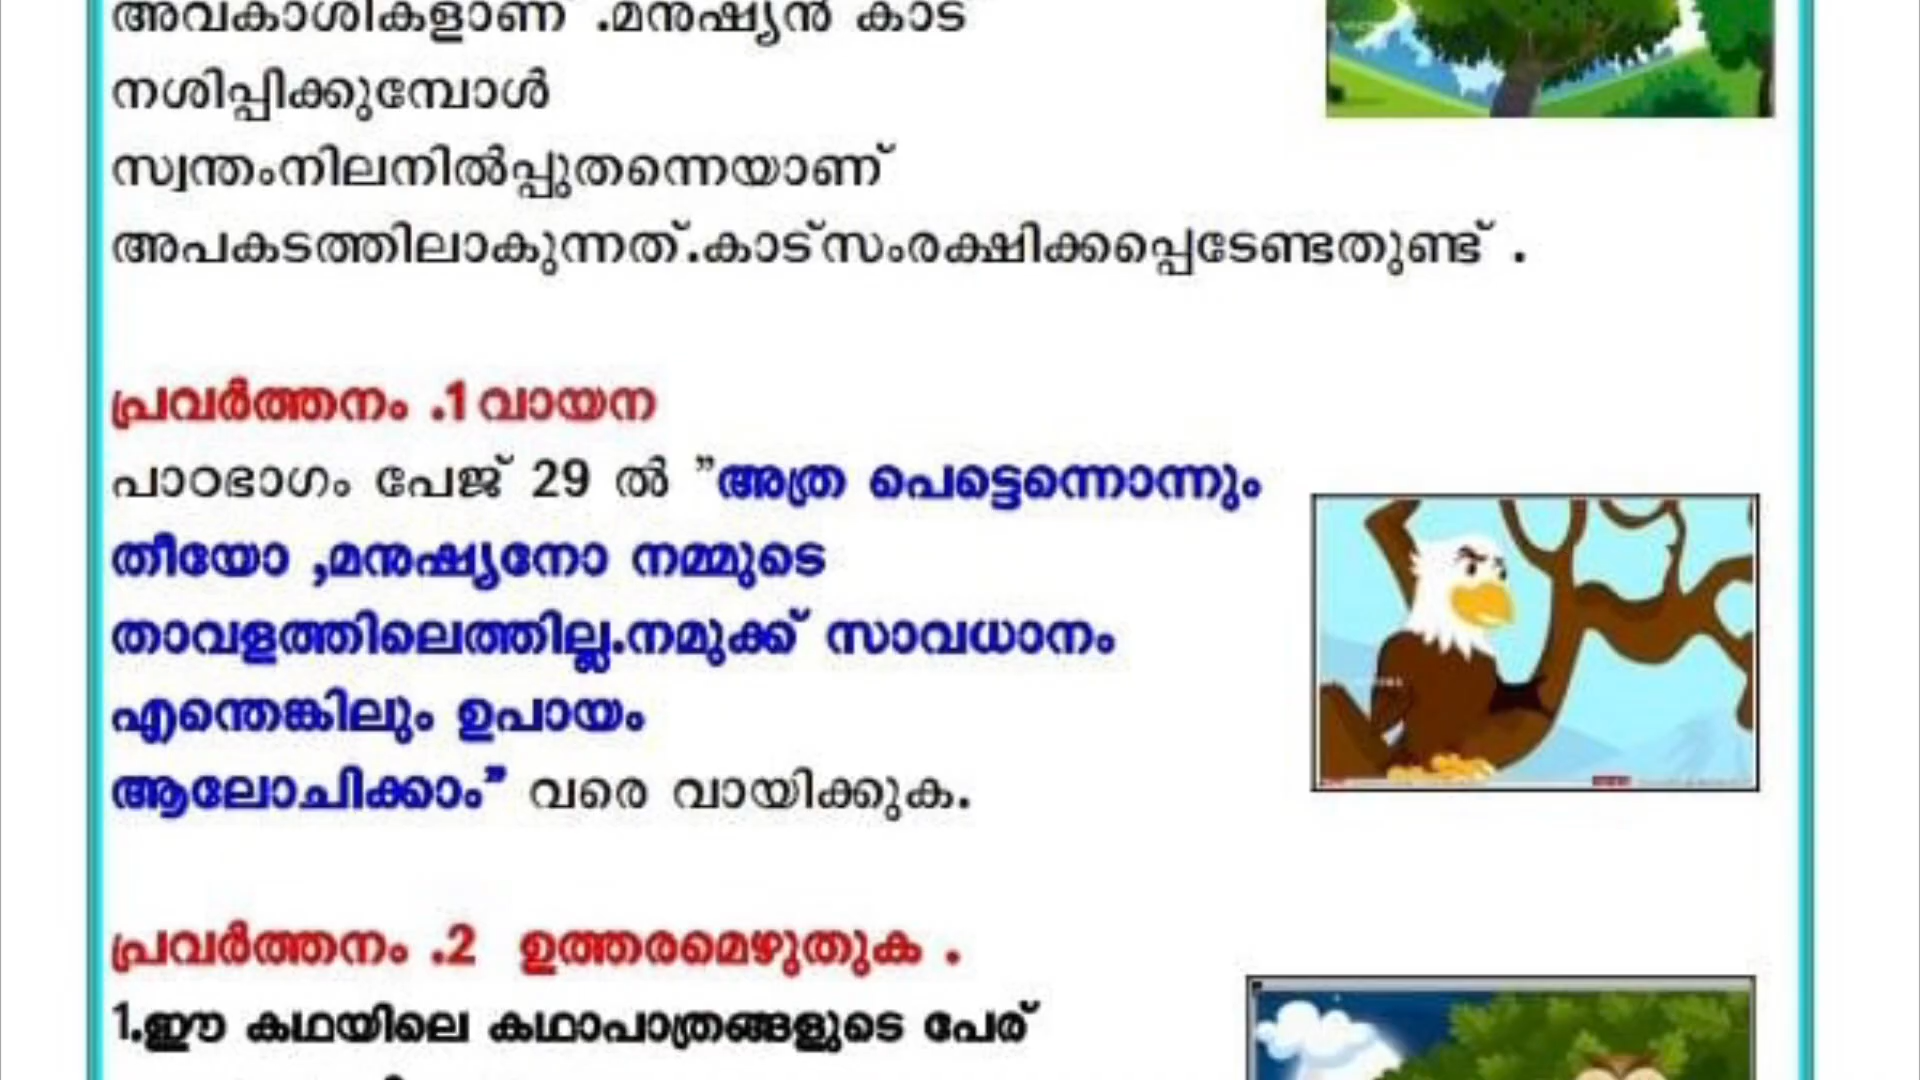 അവകാശികളാണ് .മനുഷ്യൻ കാട്
നശിപ്പിക്കുമ്പോൾ
സ്വന്തംനിലനിൽപ്പുതന്നെയാണ്
അപകടത്തിലാകുന്നത്.കാട്സംരക്ഷിക്കപ്പെടേണ്ടതുണ്ട് .
പ്രവർത്തനം .1 വായന
പാഠഭാഗം പേജ് 29 ൽ ”അത്ര പെട്ടെന്നൊന്നും
തീയോ ,മനുഷ്യനോ നമ്മുടെ
താവളത്തിലെത്തില്ല.നമുക്ക് സാവധാനം
എന്തെങ്കിലും ഉപായം
ആലോചിക്കാം” വരെ വായിക്കുക.
പ്രവർത്തനം .2 ഉത്തരമെഴുതുക .
1.ഈ കഥയിലെ കഥാപാത്രങ്ങളുടെ പേര്